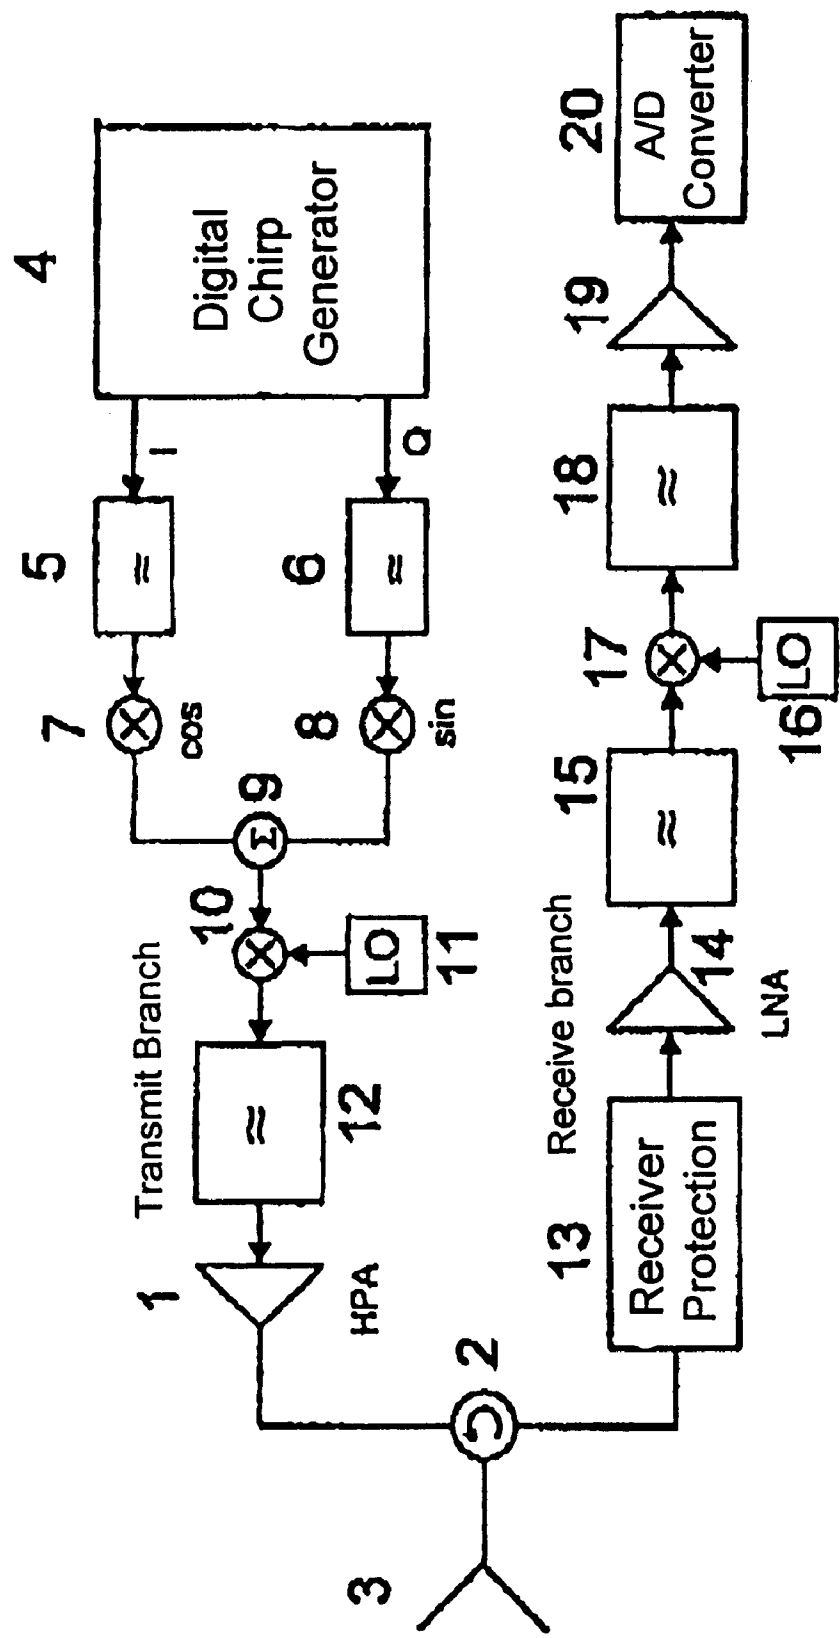 4
Digital
Chirp
Generator
I
Q
5
6
7
cos
8
sin
9
Σ
10
LO
11
Transmit Branch
12
1
HPA
2
3
13
Receiver
Protection
Receive branch
14
LNA
15
16
LO
17
18
19
20
A/D
Converter